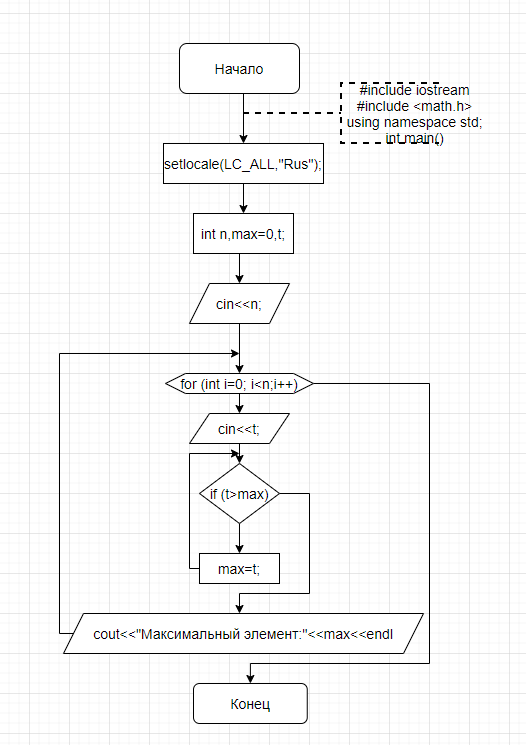 Начало
#include iostream
#include <math.h>
using namespace std;
int main()
setlocale(LC_ALL,"Rus");
int n,max=0,t;
cin<<n;
for (int i=0; i<n;i++)
cin<<t;
if (t>max)
max=t;
cout<<"Максимальный элемент:"<<max<<endl
Конец